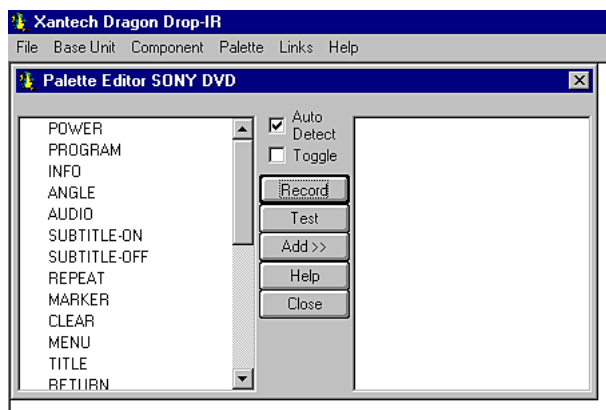 Xantech Dragon Drop-IR
File Base Unit Component Palette Links Help
Palette Editor SONY DVD
POWER
PROGRAM
INFO
ANGLE
AUDIO
SUBTITLE-ON
SUBTITLE-OFF
REPEAT
MARKER
CLEAR
MENU
TITLE
RETURN
Auto
Detect
Toggle
Record
Test
Add >>
Help
Close